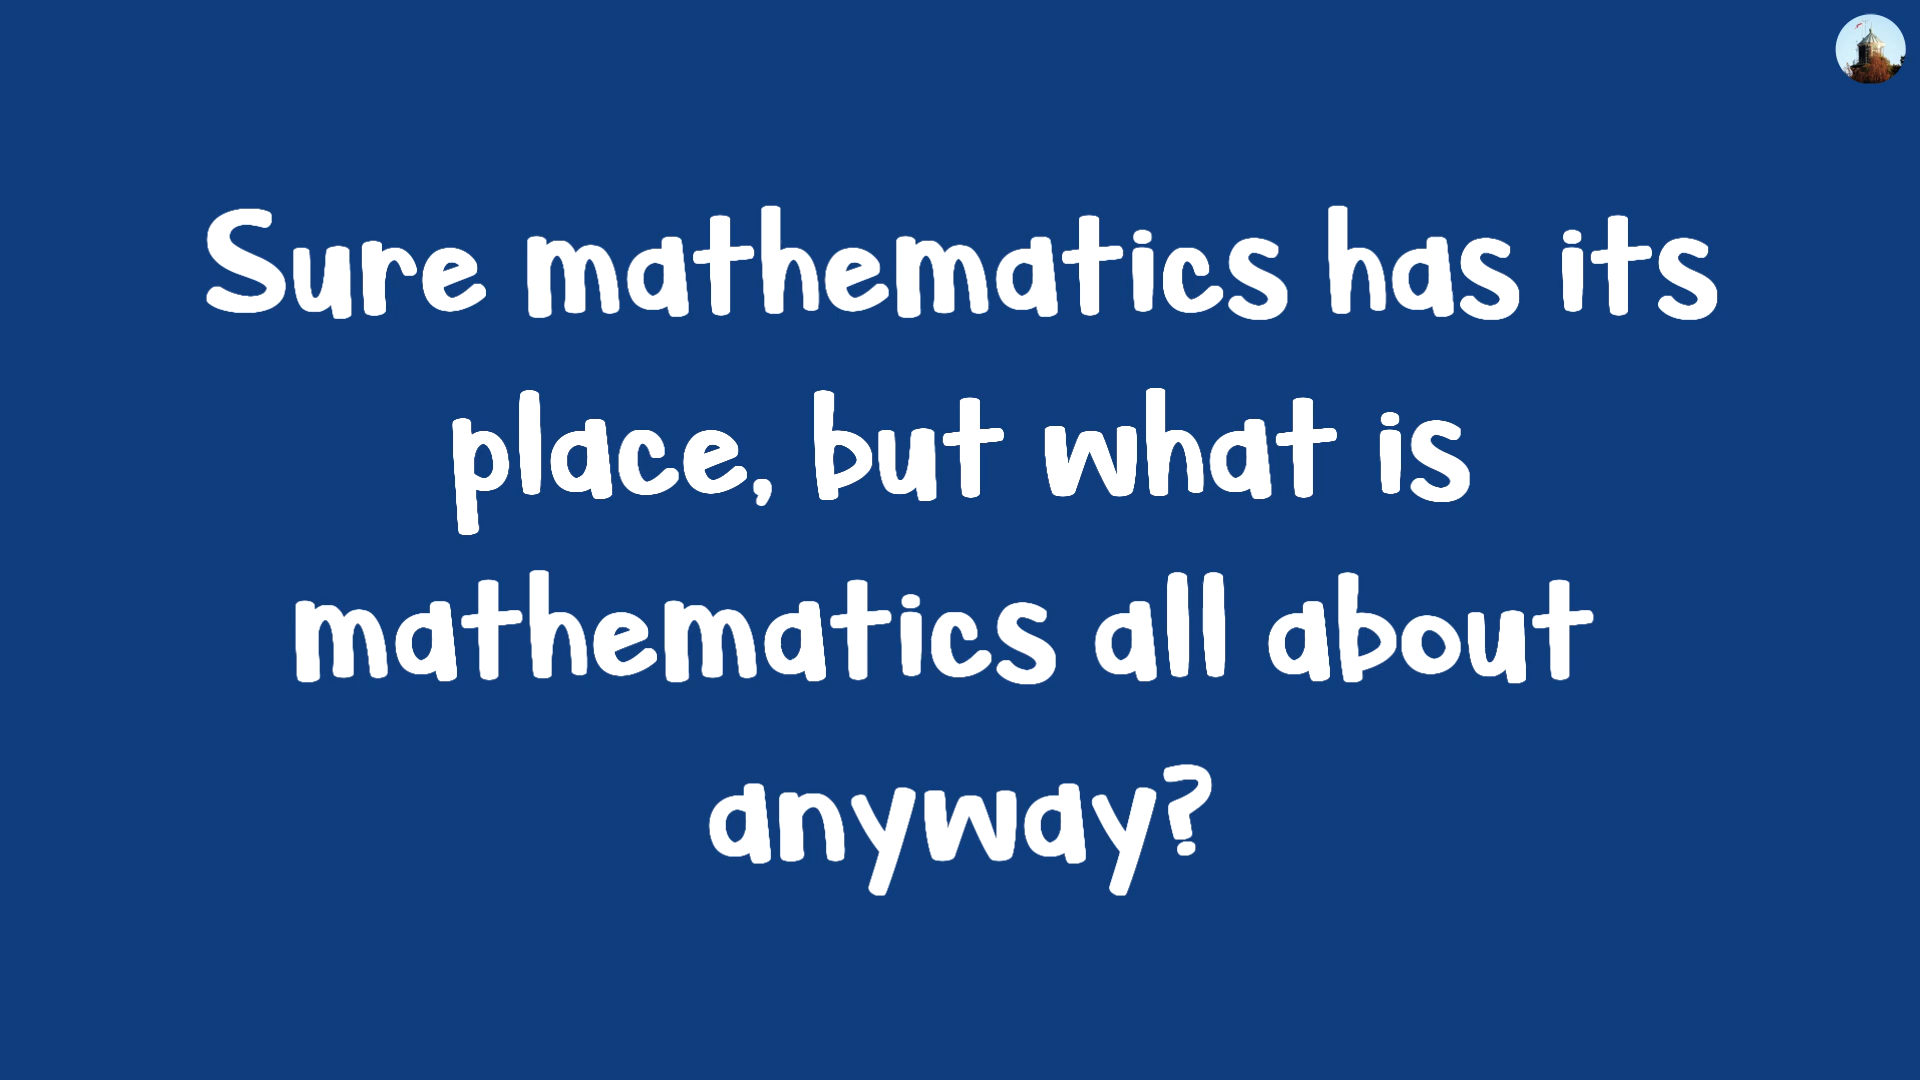 Sure mathematics has its
place, but what is
mathematics all about
anyway?